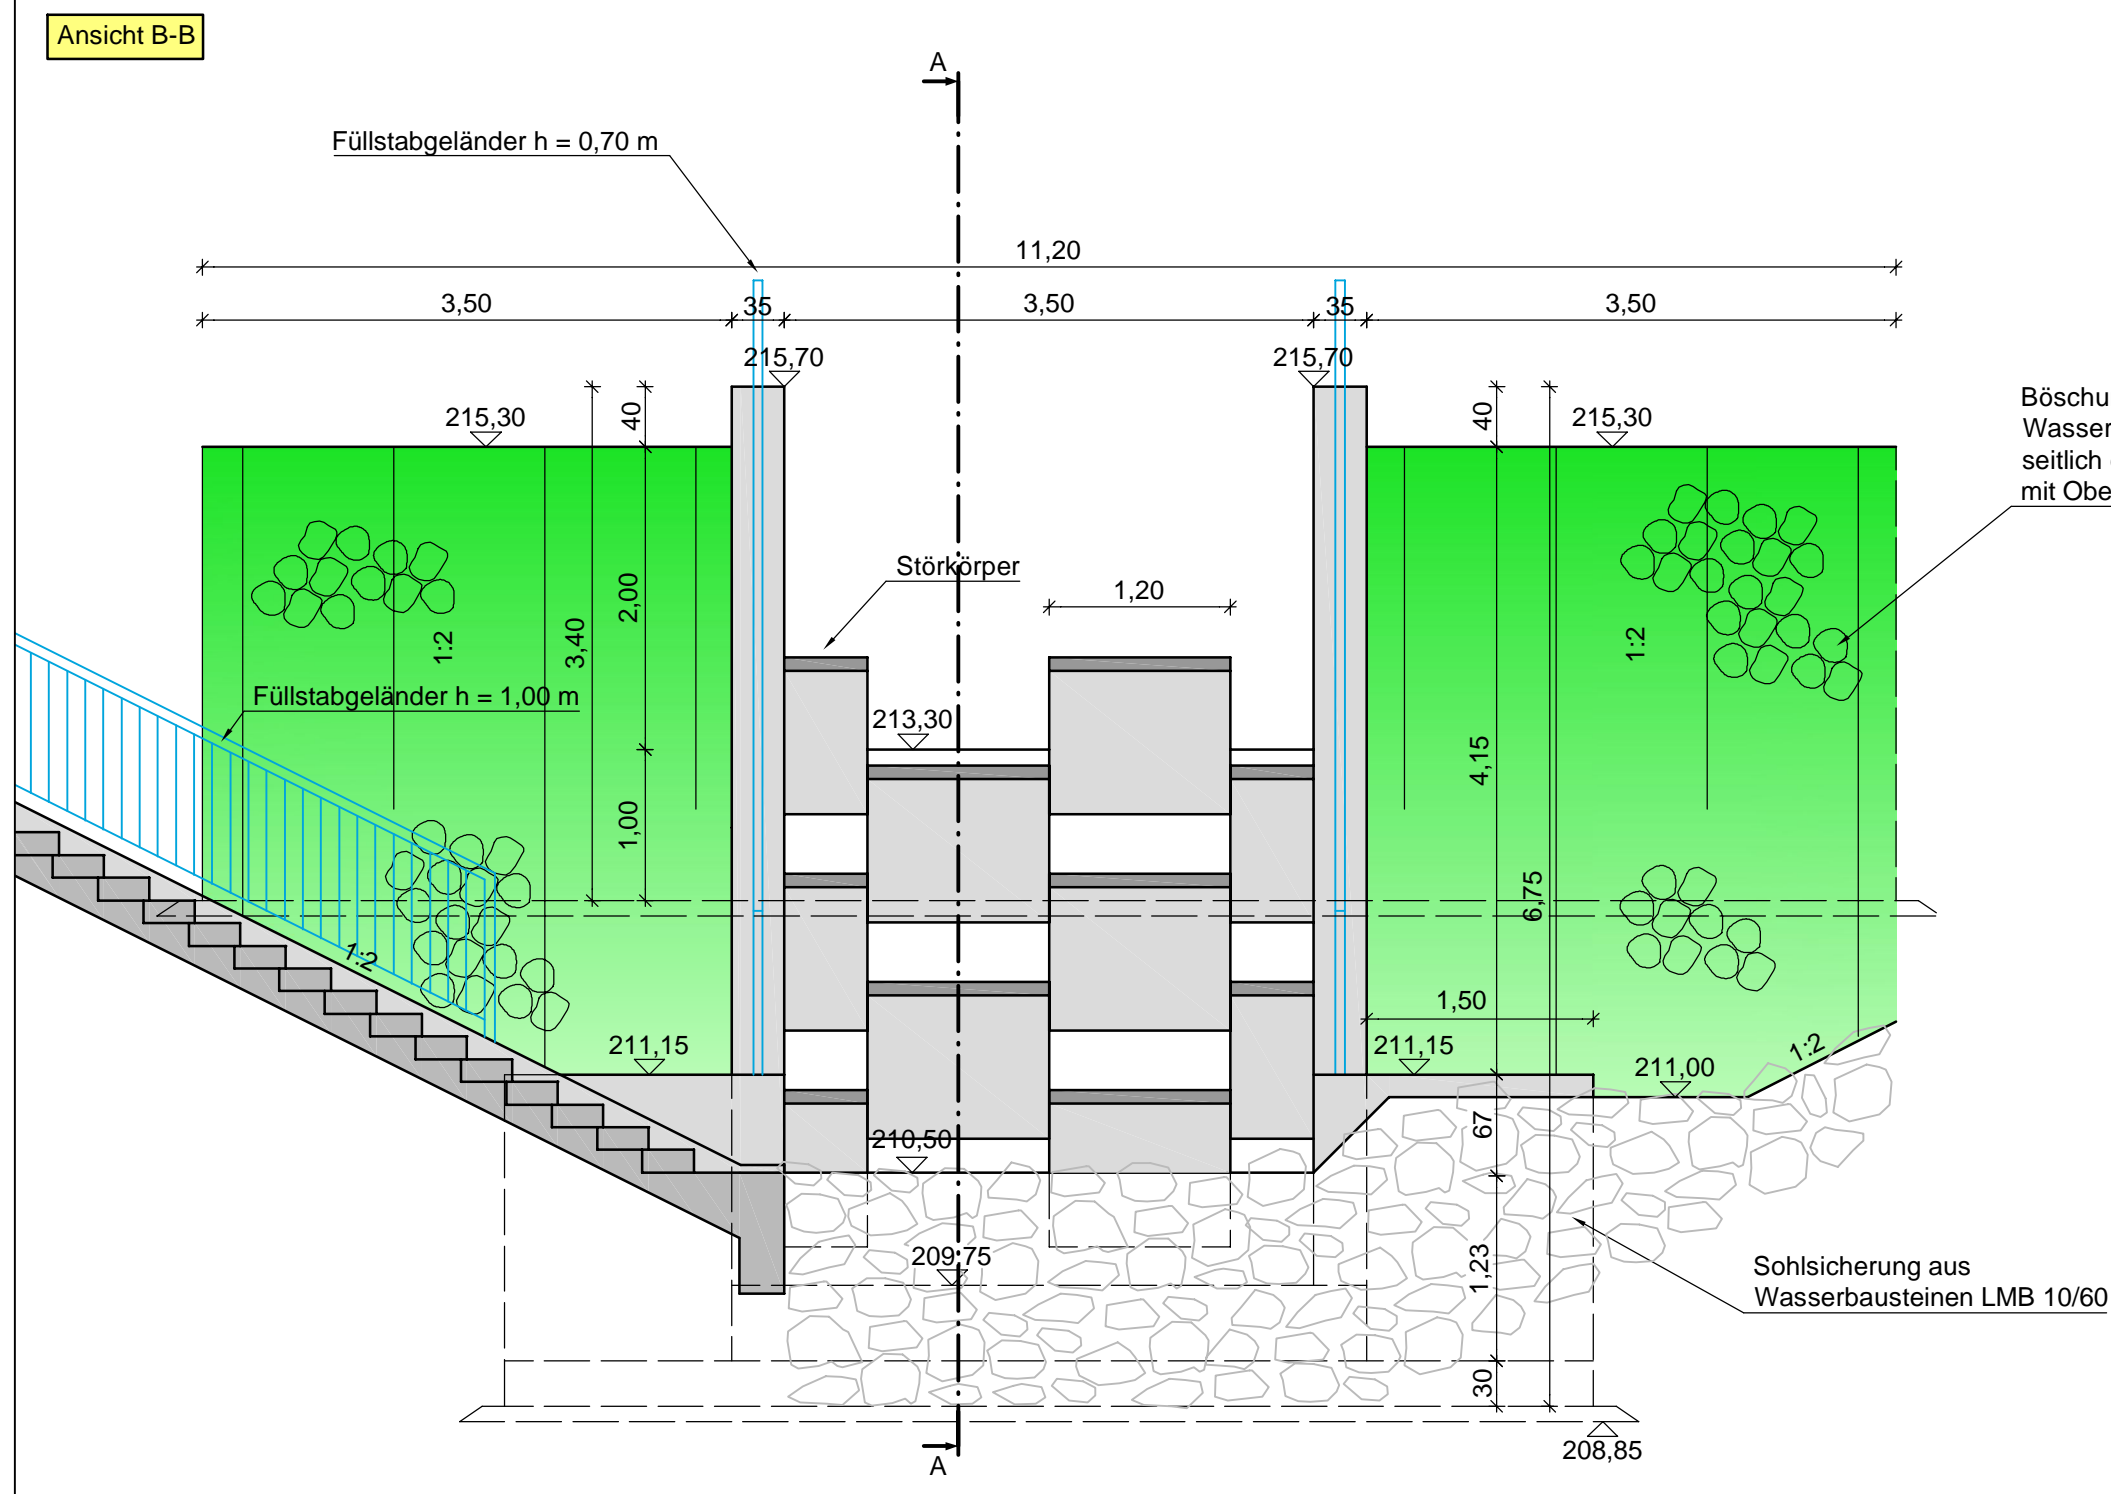 Ansicht B-B
A
Füllstabgeländer h = 0,70 m
11,20
3,50
35
3,50
35
3,50
215,70
215,70
40
40
215,30
215,30
Böschu
Wasser
seitlich
mit Obe
Störkörper
1,20
2,00
3,40
1:2
1:2
Füllstabgeländer h = 1,00 m
213,30
4,15
1,00
6,75
1:2
1,50
211,15
211,15
211,00
1:2
67
210,50
209,75
1,23
Sohlsicherung aus
Wasserbausteinen LMB 10/60
30
208,85
A